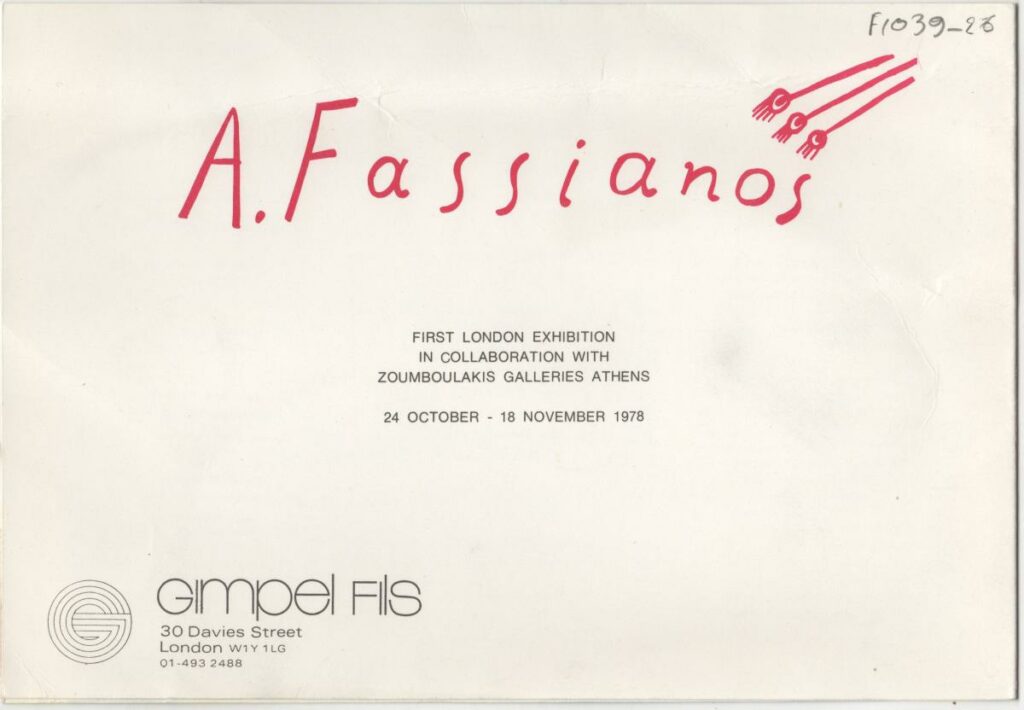 F1039-26
A. Fassianos
FIRST LONDON EXHIBITION
IN COLLABORATION WITH
ZOUMBOULAKIS GALLERIES ATHENS
24 OCTOBER - 18 NOVEMBER 1978
GIMPEL FILS
30 Davies Street
London W1Y 1LG
01-493 2488